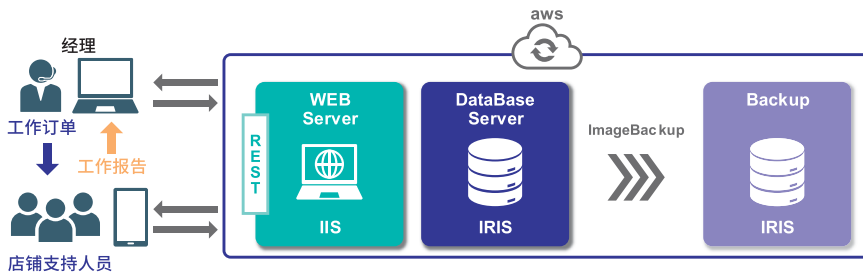 aws
经理
工作订单
工作报告
店铺支持人员
REST
WEB
Server
IIS
DataBase
Server
IRIS
ImageBackup
Backup
IRIS